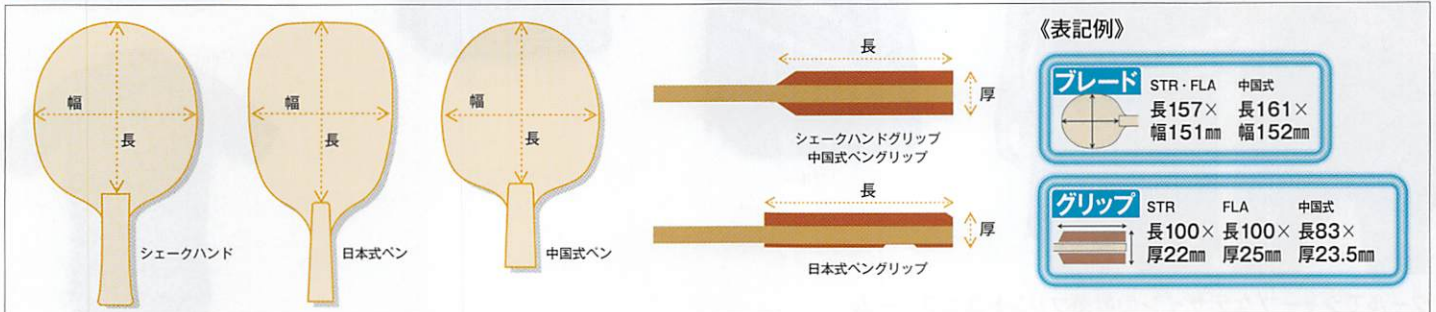 幅
長
シェークハンド
幅
長
日本式ペン
幅
長
中国式ペン
長
厚
シェークハンドグリップ
中国式ペングリップ
長
厚
日本式ペングリップ
《表記例》
ブレード
STR・FLA 中国式
長157× 長161×
幅151mm 幅152mm
グリップ
STR FLA 中国式
長100× 長100× 長83×
厚22mm 厚25mm 厚23.5mm